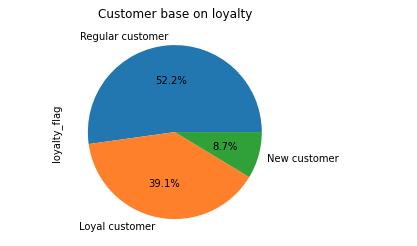 Customer base on loyalty
Regular customer
52.2%
loyalty_flag
8.7%
New customer
39.1%
Loyal customer